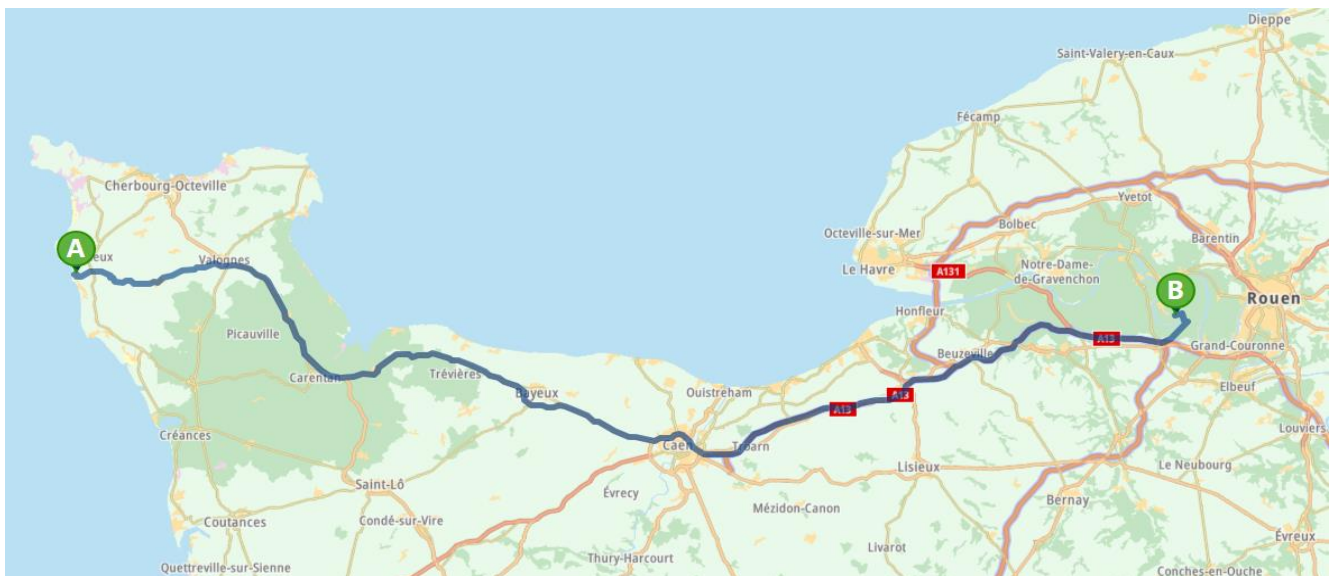 Dieppe
Saint-Valery-en-Caux
Fécamp
Cherbourg-Octeville
Yvetot
Bolbec
Octeville-sur-Mer
Barentin
A
eux
Valognes
Le Havre
A131
Notre-Dame-
de-Gravenchon
B
Rouen
Honfleur
Picauville
A13
Grand-Couronne
Beuzeville
Carentan
Trévières
Elbeuf
Bayeux
Ouistreham
A13
A13
Louviers
Créances
Caen
Troarn
Lisieux
Le Neubourg
Saint-Lô
Évrecy
Bernay
Mézidon-Canon
Coutances
Condé-sur-Vire
Évreux
Livarot
Thury-Harcourt
Quettreville-sur-Sienne
Conches-en-Ouche